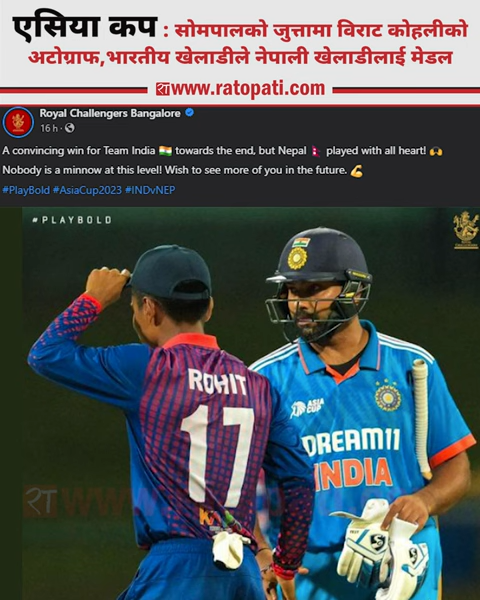 एसिया कप : सोमपालको जुत्तामा विराट कोहलीको
अटोग्राफ,भारतीय खेलाडीले नेपाली खेलाडीलाई मेडल
रा www.ratopati.com
Royal Challengers Bangalore
16 h ·
A convincing win for Team India 🇮🇳 towards the end, but Nepal 🇳🇵 played with all heart! 🙌
Nobody is a minnow at this level! Wish to see more of you in the future. 💪
#PlayBold #AsiaCup2023 #INDvNEP
#PLAYBOLD
ROHIT
17
ASIA
CUP
DREAM11
INDIA